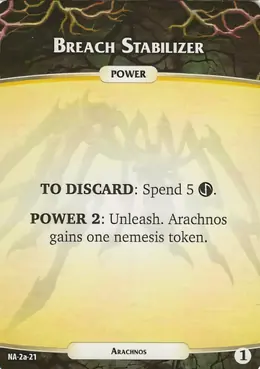 BREACH STABILIZER
POWER
TO DISCARD: Spend 5 .
POWER 2: Unleash. Arachnos
gains one nemesis token.
ARACHNOS
NA-2a-21
1